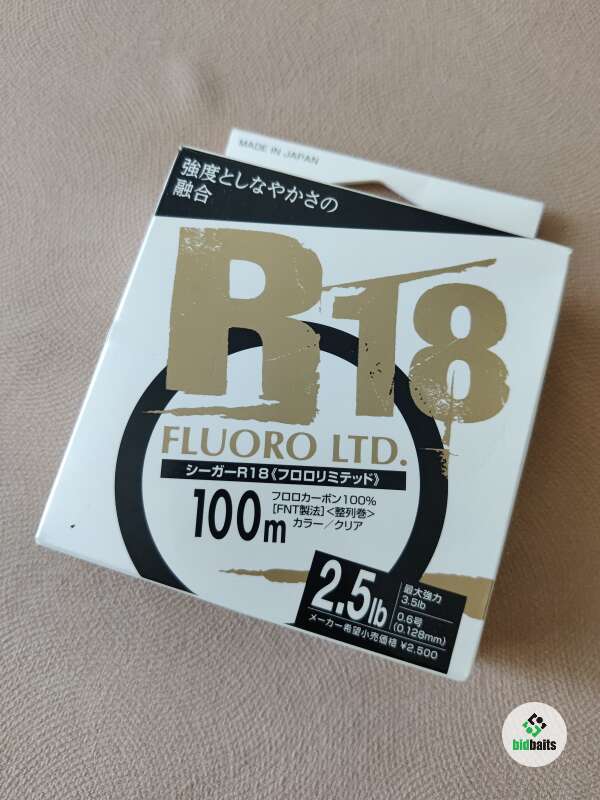 MADE IN JAPAN
強度としなやかさの
融合
R18
FLUORO LTD.
シーガーR18《フロロリミテッド》
100m
フロロカーボン100%
[FNT製法]<整列巻>
カラー／クリア
2.5lb
最大強力
3.5lb
0.6号
(0.128mm)
メーカー希望小売価格 ¥2,500
bidbaits